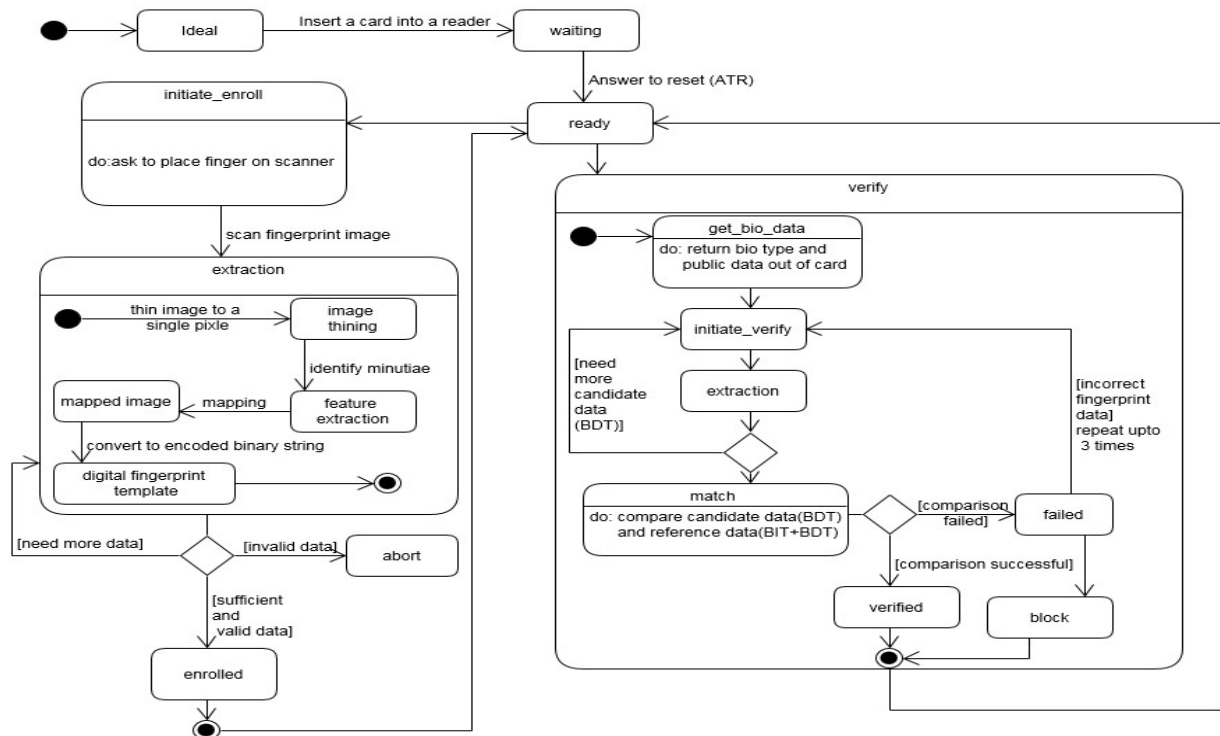 Ideal
Insert a card into a reader
waiting
Answer to reset (ATR)
ready
initiate_enroll
do:ask to place finger on scanner
scan fingerprint image
extraction
thin image to a
single pixle
image
thining
identify minutiae
feature
extraction
mapping
mapped image
convert to encoded binary string
digital fingerprint
template
[need more data]
[invalid data]
abort
[sufficient
and
valid data]
enrolled
verify
get_bio_data
do: return bio type and
public data out of card
initiate_verify
[need
more
candidate
data
(BDT)]
extraction
match
do: compare candidate data(BDT)
and reference data(BIT+BDT)
[comparison
failed]
failed
[incorrect
fingerprint
data]
repeat upto
3 times
[comparison successful]
verified
block